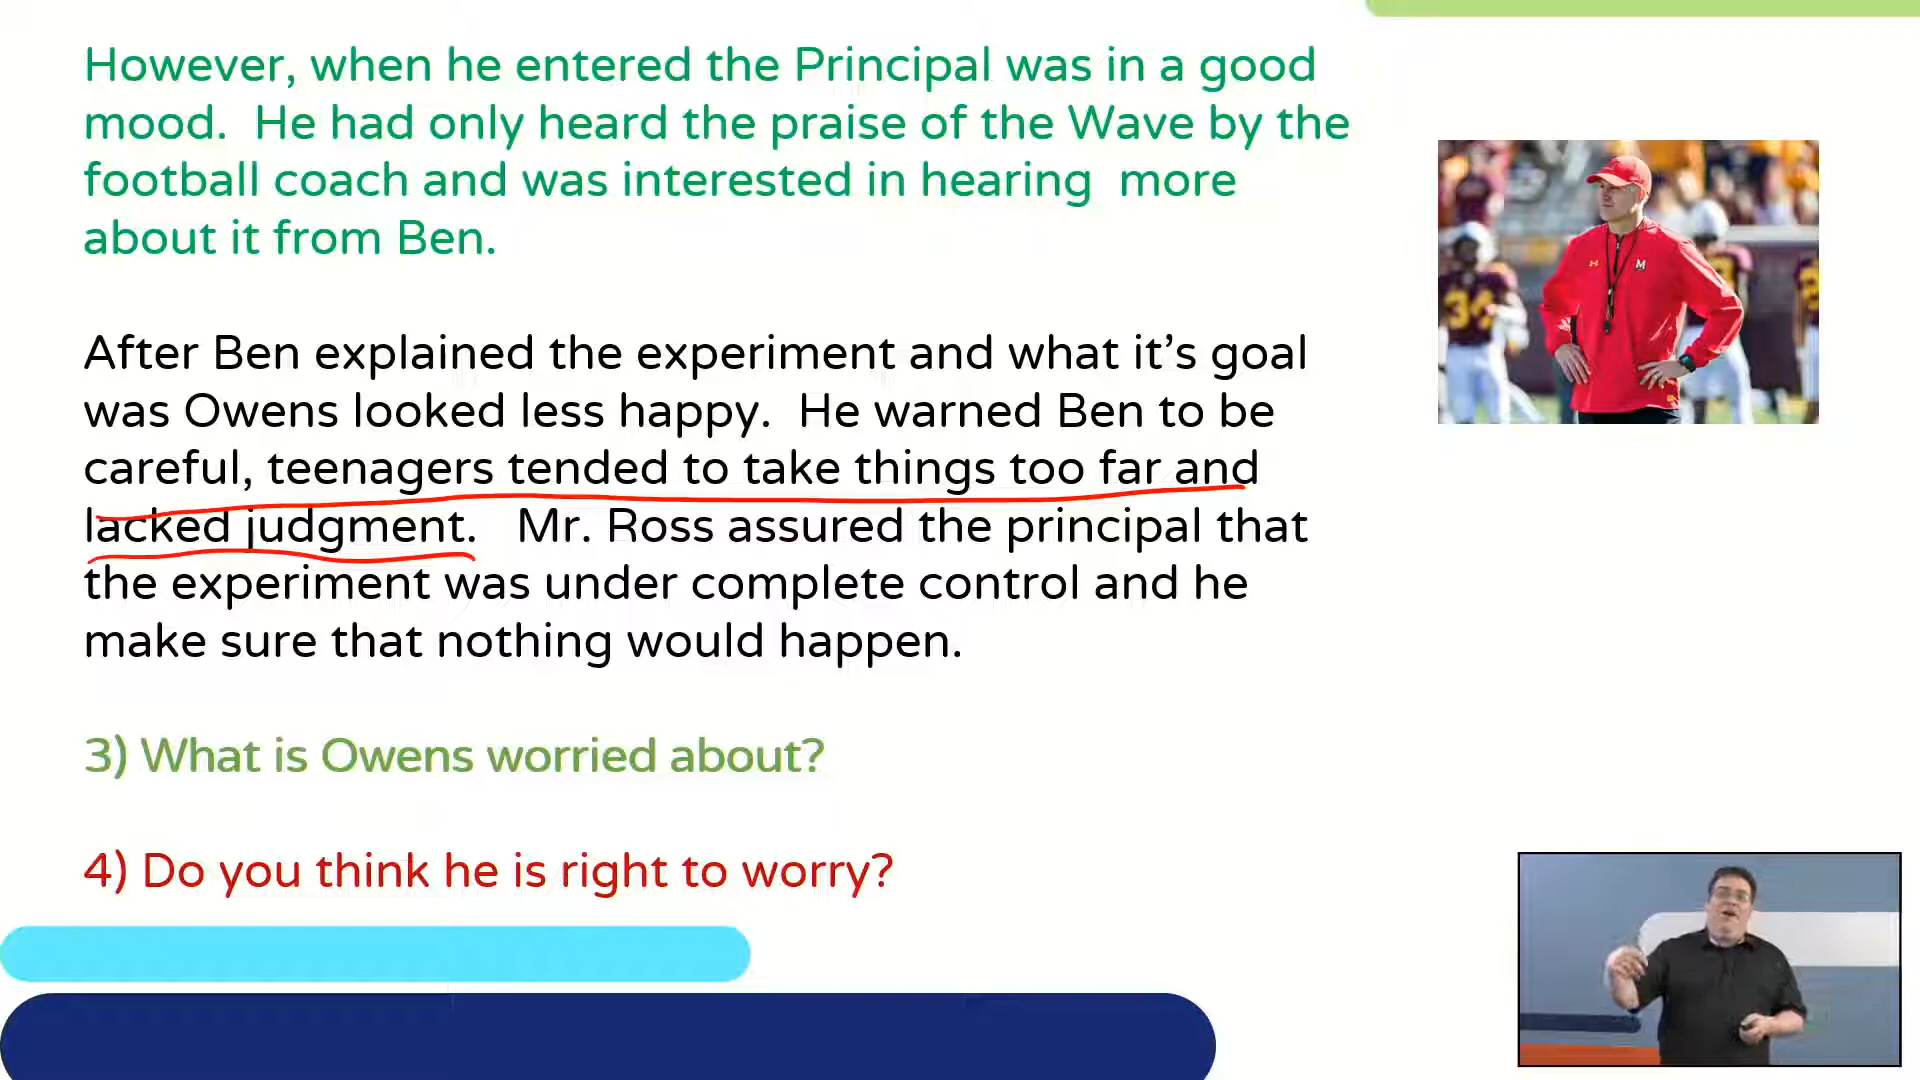 However, when he entered the Principal was in a good
mood.  He had only heard the praise of the Wave by the
football coach and was interested in hearing  more
about it from Ben.
After Ben explained the experiment and what it's goal
was Owens looked less happy.  He warned Ben to be
careful, teenagers tended to take things too far and
lacked judgment.   Mr. Ross assured the principal that
the experiment was under complete control and he
make sure that nothing would happen.
3) What is Owens worried about?
4) Do you think he is right to worry?
34
M